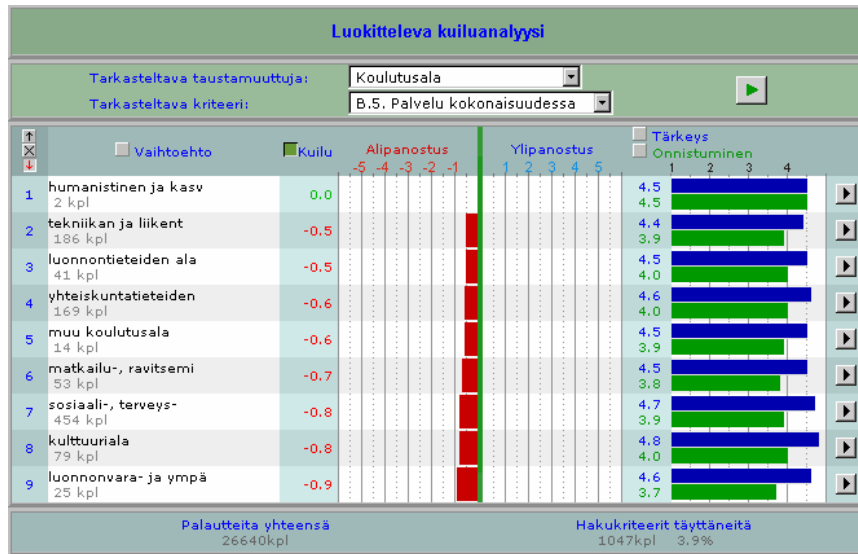 Luokitteleva kuiluanalyysi
Tarkasteltava taustamuuttuja: Koulutusala
Tarkasteltava kriteeri: B.5. Palvelu kokonaisuudessa
Vaihtoehto Kuilu Alipanostus Ylipanostus Tärkeys
Onnistuminen
-5 -4 -3 -2 -1 1 2 3 4 5 1 2 3 4
1 humanistinen ja kasv 0.0 4.5
2 kpl 4.5
2 tekniikan ja liikent -0.5 4.4
186 kpl 3.9
3 luonnontieteiden ala -0.5 4.5
41 kpl 4.0
4 yhteiskuntatieteiden -0.6 4.6
169 kpl 4.0
5 muu koulutusala -0.6 4.5
14 kpl 3.9
6 matkailu-, ravitsemi -0.7 4.5
53 kpl 3.8
7 sosiaali-, terveys- -0.8 4.7
454 kpl 3.9
8 kulttuuriala -0.8 4.8
79 kpl 4.0
9 luonnonvara- ja ympä -0.9 4.6
25 kpl 3.7
Palautteita yhteensä Hakukriteerit täyttäneitä
26640kpl 1047kpl 3.9%